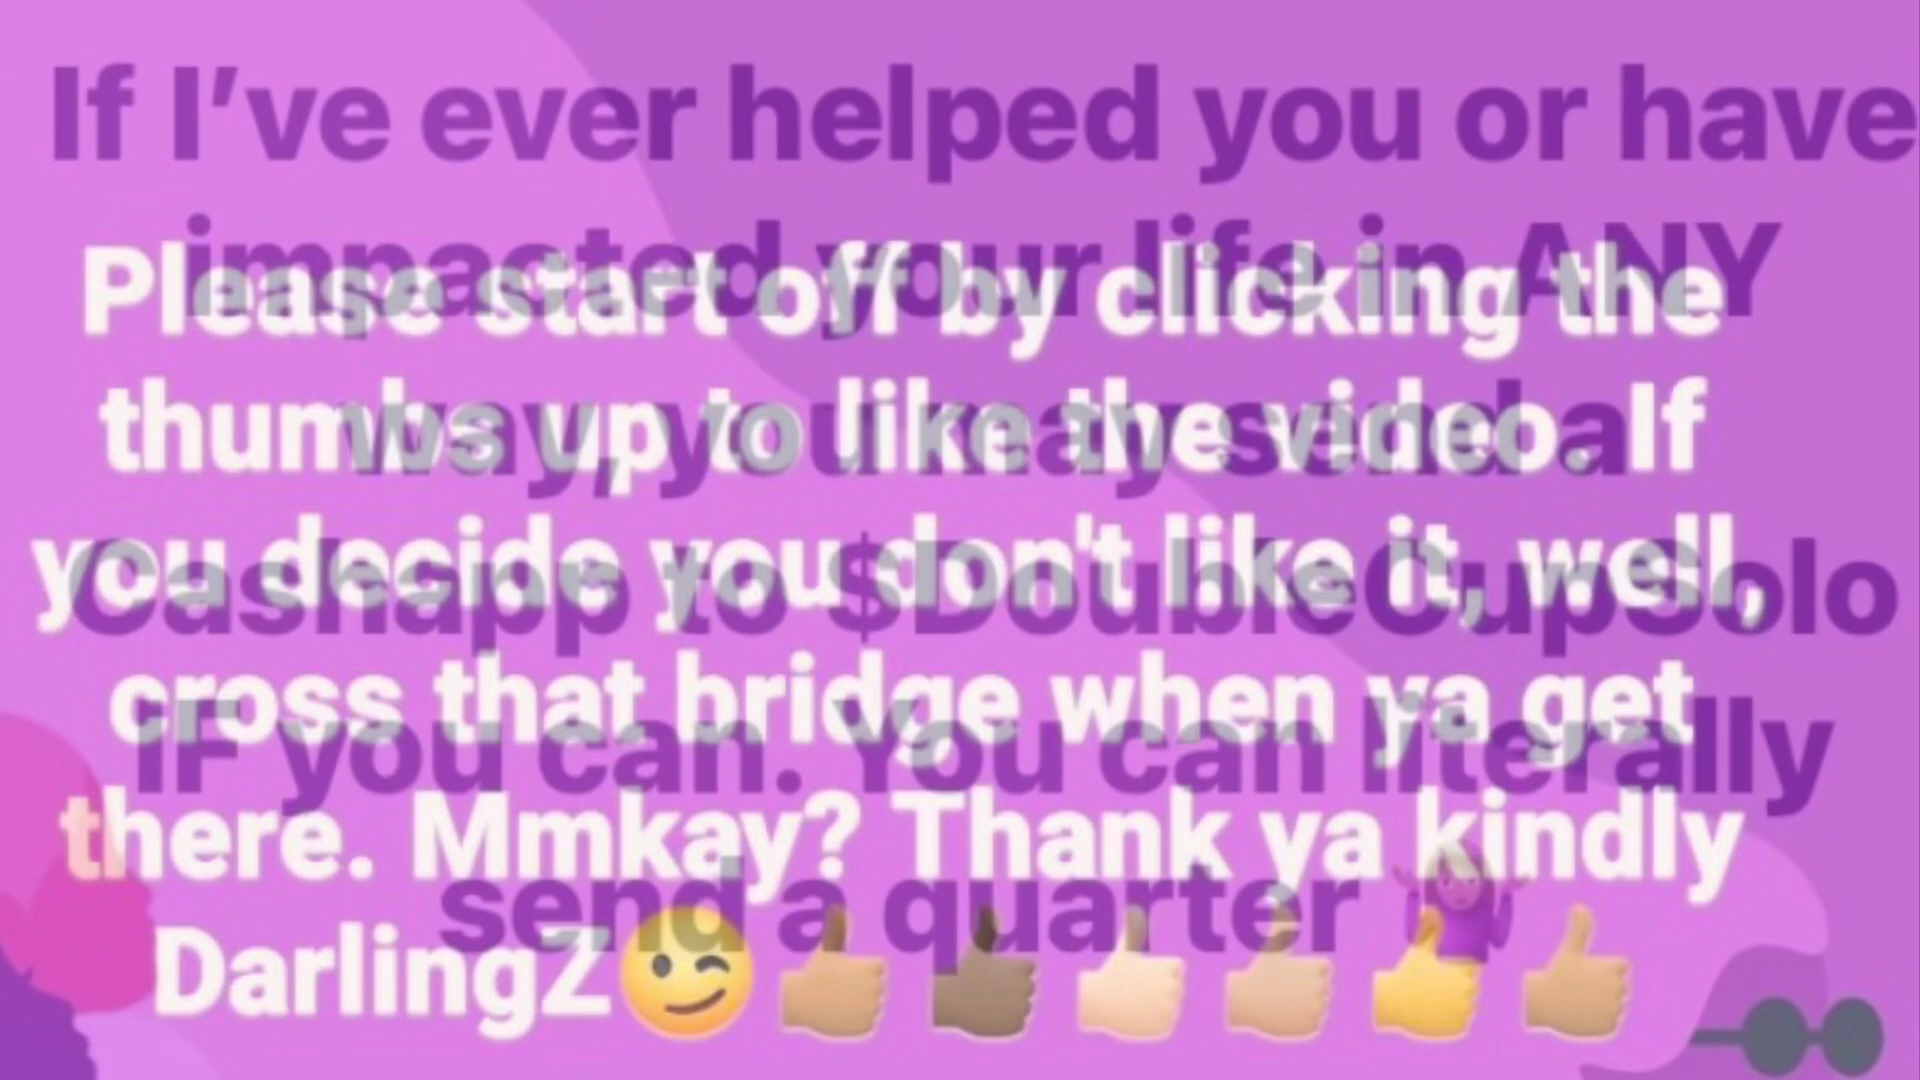 If I've ever helped you or have
impacted your life in ANY
way, you may send a
Cashapp to $DoubleCupSolo
IF you can. You can literally
send a quarter 🤷🏽‍♀️
Please start off by clicking the
thumbs up to like the video. If
you decide you don't like it, well,
cross that bridge when ya get
there. Mmkay? Thank ya kindly
DarlingZ😉👍🏽👍🏿👍🏻👍🏼👍👍🏽